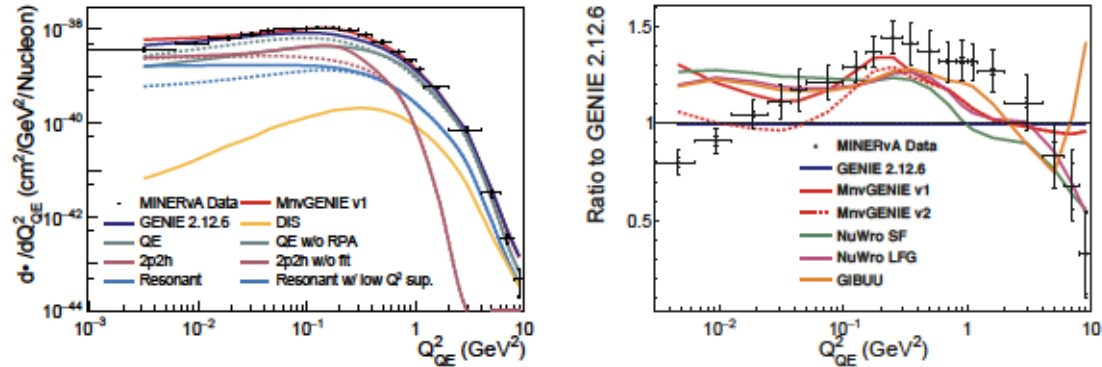 dσ/dQ²QE (cm²/GeV²/Nucleon)
10⁻³⁸
10⁻⁴⁰
10⁻⁴²
10⁻⁴⁴
MINERvA Data
MnvGENIE v1
GENIE 2.12.6
DIS
QE
QE w/o RPA
2p2h
2p2h w/o fit
Resonant
Resonant w/ low Q² sup.
10⁻³
10⁻²
10⁻¹
1
10
Q²QE (GeV²)
Ratio to GENIE 2.12.6
1.5
1
0.5
MINERvA Data
GENIE 2.12.6
MnvGENIE v1
MnvGENIE v2
NuWro SF
NuWro LFG
GIBUU
10⁻²
10⁻¹
1
10
Q²QE (GeV²)